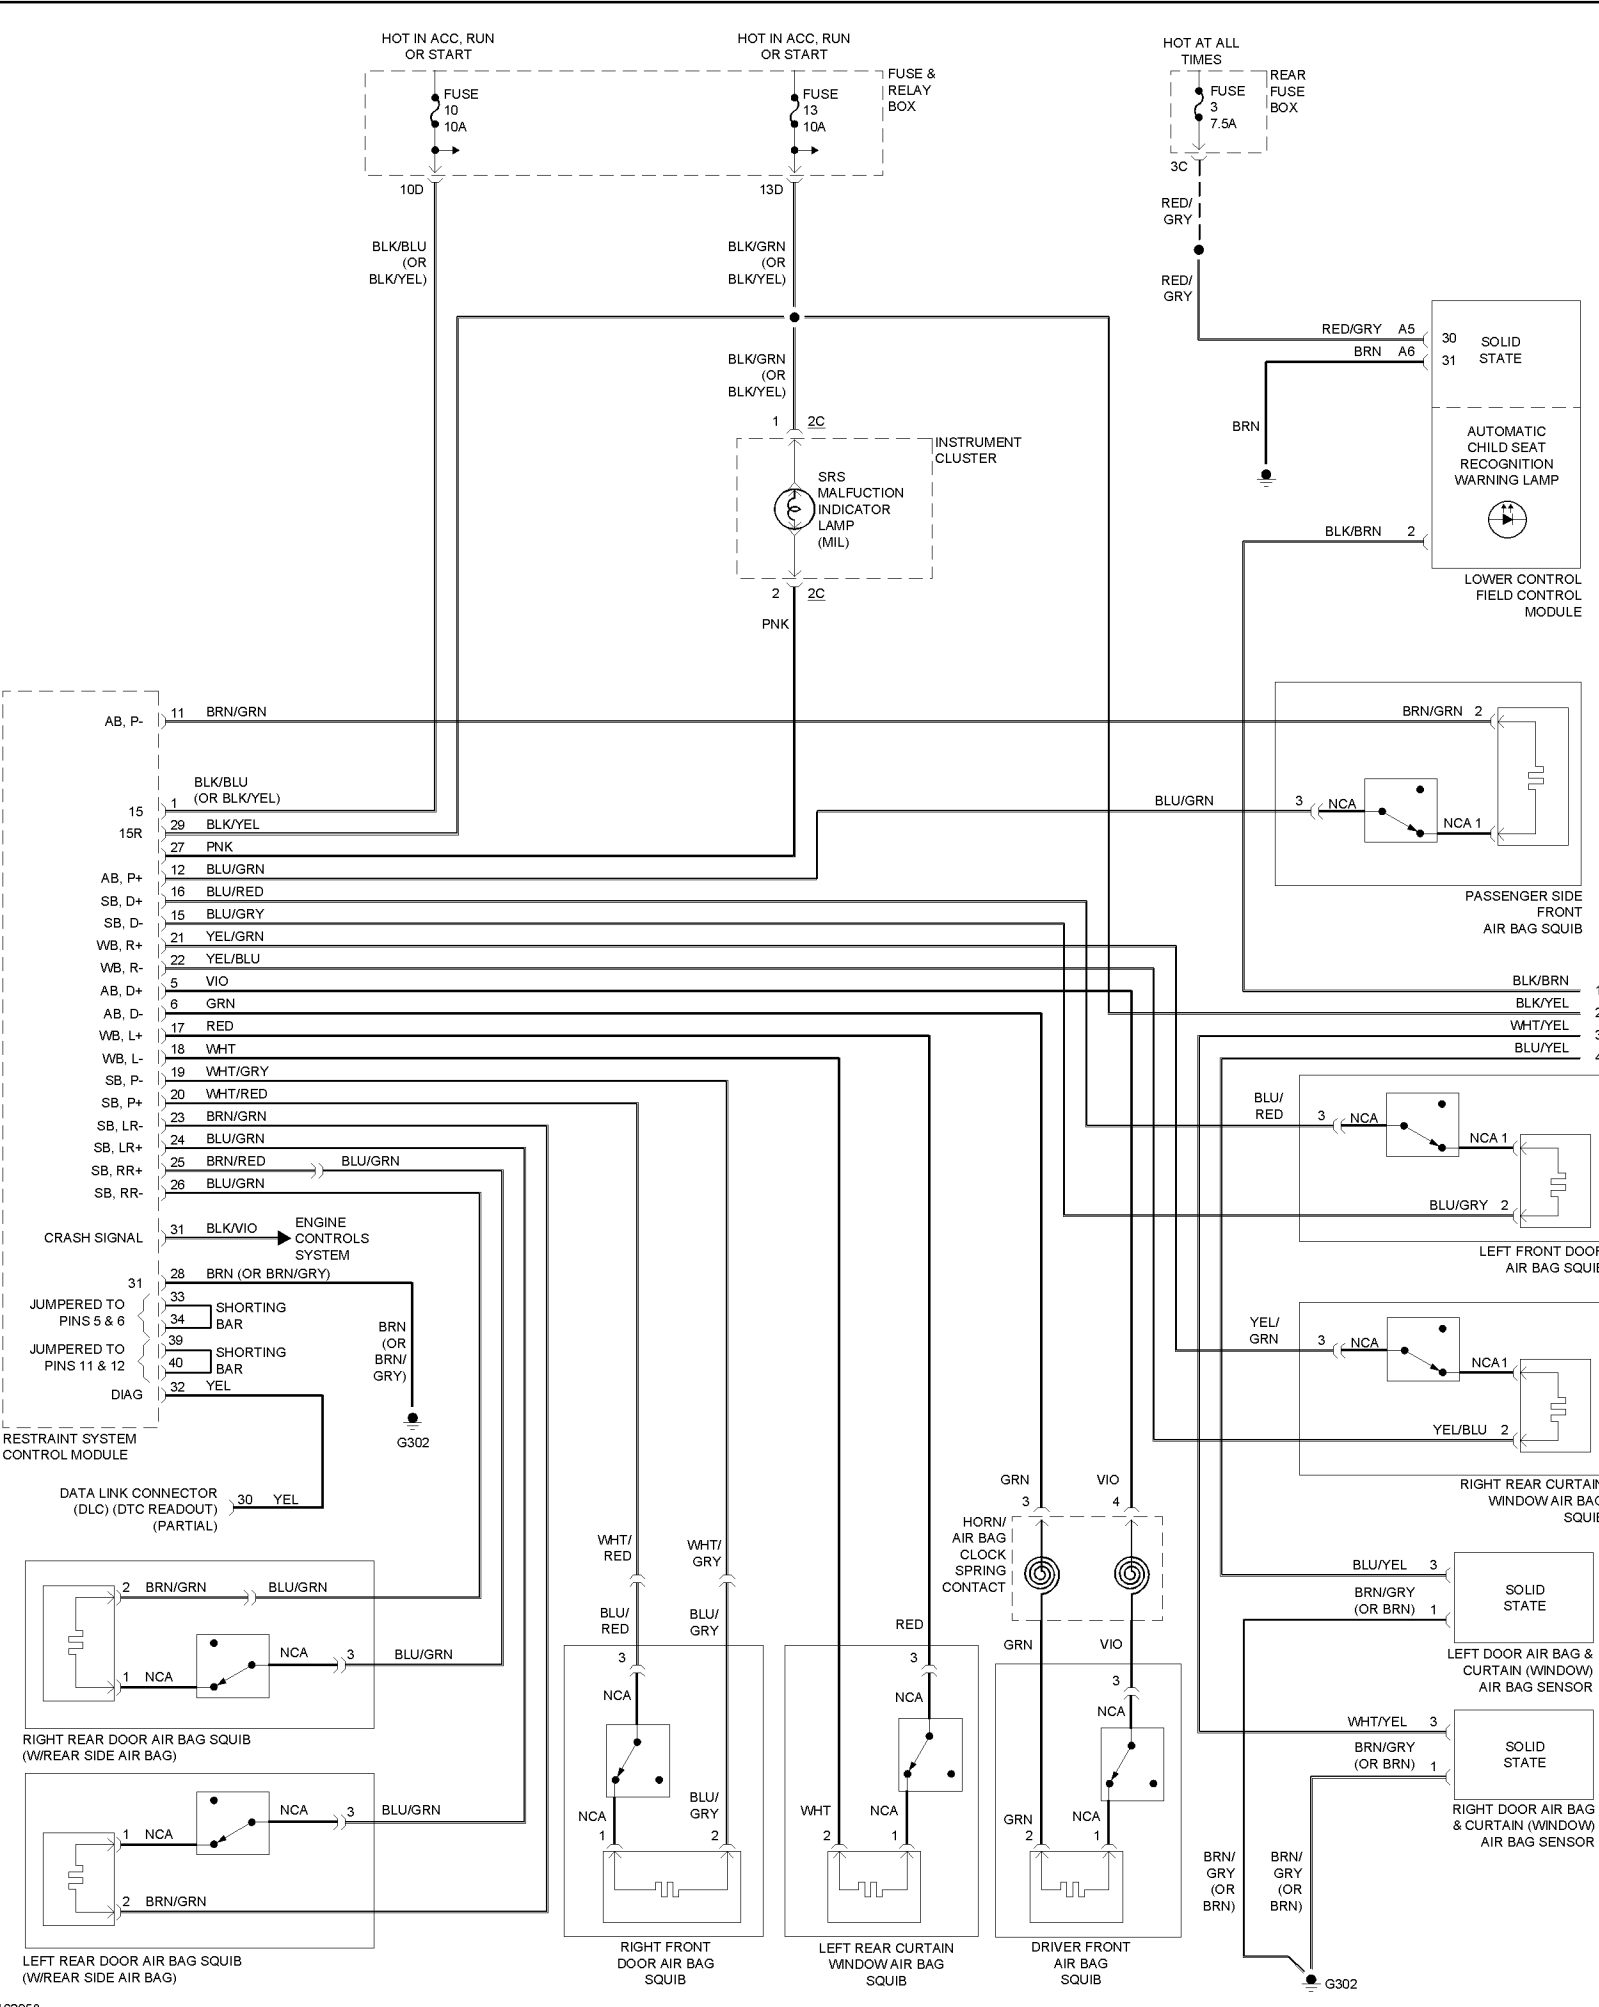 HOT IN ACC, RUN
OR START
HOT IN ACC, RUN
OR START
HOT AT ALL
TIMES
FUSE
10
10A
FUSE
13
10A
FUSE &
RELAY
BOX
FUSE
3
7.5A
REAR
FUSE
BOX
10D
13D
3C
RED/
GRY
BLK/BLU
(OR
BLK/YEL)
BLK/GRN
(OR
BLK/YEL)
RED/
GRY
BLK/GRN
(OR
BLK/YEL)
RED/GRY A5
BRN A6
30
31
SOLID
STATE
BRN
1 2C
INSTRUMENT
CLUSTER
SRS
MALFUCTION
INDICATOR
LAMP
(MIL)
2 2C
PNK
AUTOMATIC
CHILD SEAT
RECOGNITION
WARNING LAMP
BLK/BRN 2
LOWER CONTROL
FIELD CONTROL
MODULE
AB, P- 11 BRN/GRN
BRN/GRN 2
BLK/BLU
(OR BLK/YEL)
15 1
15R 29 BLK/YEL
27 PNK
AB, P+ 12 BLU/GRN
SB, D+ 16 BLU/RED
SB, D- 15 BLU/GRY
WB, R+ 21 YEL/GRN
WB, R- 22 YEL/BLU
AB, D+ 5 VIO
AB, D- 6 GRN
WB, L+ 17 RED
WB, L- 18 WHT
SB, P- 19 WHT/GRY
SB, P+ 20 WHT/RED
SB, LR- 23 BRN/GRN
SB, LR+ 24 BLU/GRN
SB, RR+ 25 BRN/RED BLU/GRN
SB, RR- 26 BLU/GRN
CRASH SIGNAL 31 BLK/VIO
ENGINE
CONTROLS
SYSTEM
31 28 BRN (OR BRN/GRY)
JUMPERED TO
PINS 5 & 6
33
34
SHORTING
BAR
JUMPERED TO
PINS 11 & 12
39
40
SHORTING
BAR
DIAG 32 YEL
BRN
(OR
BRN/
GRY)
G302
RESTRAINT SYSTEM
CONTROL MODULE
DATA LINK CONNECTOR
(DLC) (DTC READOUT)
(PARTIAL)
30 YEL
BLU/GRN 3 NCA
NCA 1
PASSENGER SIDE
FRONT
AIR BAG SQUIB
BLK/BRN 1
BLK/YEL 2
WHT/YEL 3
BLU/YEL 4
BLU/
RED
3 NCA
NCA 1
BLU/GRY 2
LEFT FRONT DOOR
AIR BAG SQUIB
YEL/
GRN
3 NCA
NCA 1
YEL/BLU 2
RIGHT REAR CURTAIN
WINDOW AIR BAG
SQUIB
GRN
3
VIO
4
HORN/
AIR BAG
CLOCK
SPRING
CONTACT
BLU/YEL 3
BRN/GRY
(OR BRN) 1
SOLID
STATE
LEFT DOOR AIR BAG &
CURTAIN (WINDOW)
AIR BAG SENSOR
WHT/YEL 3
BRN/GRY
(OR BRN) 1
SOLID
STATE
RIGHT DOOR AIR BAG
& CURTAIN (WINDOW)
AIR BAG SENSOR
BRN/
GRY
(OR
BRN)
BRN/
GRY
(OR
BRN)
G302
2 BRN/GRN BLU/GRN
NCA 3 BLU/GRN
1 NCA
RIGHT REAR DOOR AIR BAG SQUIB
(W/REAR SIDE AIR BAG)
NCA 3 BLU/GRN
1 NCA
2 BRN/GRN
LEFT REAR DOOR AIR BAG SQUIB
(W/REAR SIDE AIR BAG)
WHT/
RED
WHT/
GRY
BLU/
RED
BLU/
GRY
3
NCA
BLU/
GRY
NCA
1
2
RIGHT FRONT
DOOR AIR BAG
SQUIB
RED
3
NCA
WHT
NCA
2
1
LEFT REAR CURTAIN
WINDOW AIR BAG
SQUIB
GRN
VIO
3
NCA
GRN
NCA
2
1
DRIVER FRONT
AIR BAG
SQUIB